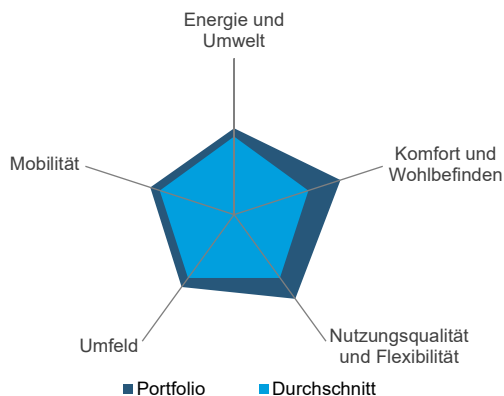 Energie und
Umwelt
Mobilität
Komfort und
Wohlbefinden
Umfeld
Nutzungsqualität
und Flexibilität
Portfolio
Durchschnitt